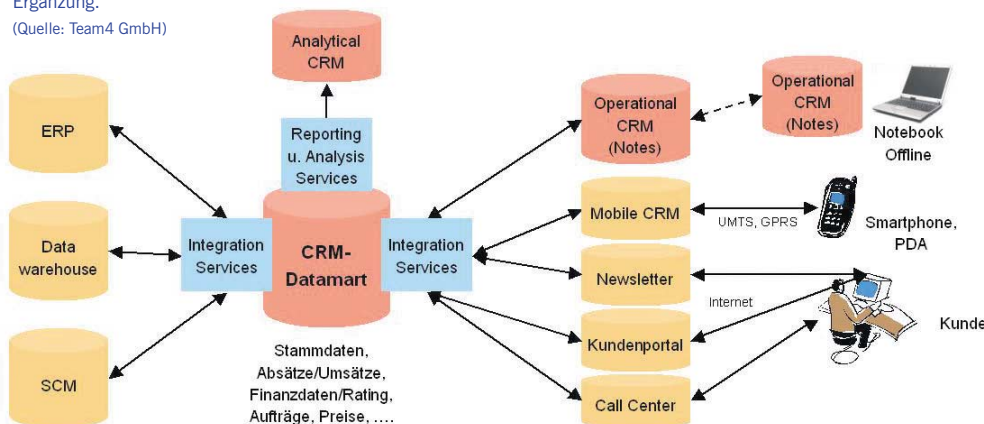 Ergänzung.
(Quelle: Team4 GmbH)
Analytical
CRM
Reporting
u. Analysis
Services
ERP
Data
warehouse
SCM
Integration
Services
CRM-
Datamart
Integration
Services
Stammdaten,
Absätze/Umsätze,
Finanzdaten/Rating,
Aufträge, Preise, ....
Operational
CRM
(Notes)
Operational
CRM
(Notes)
Notebook
Offline
Mobile CRM
UMTS, GPRS
Smartphone,
PDA
Newsletter
Internet
Kundenportal
Kunde
Call Center